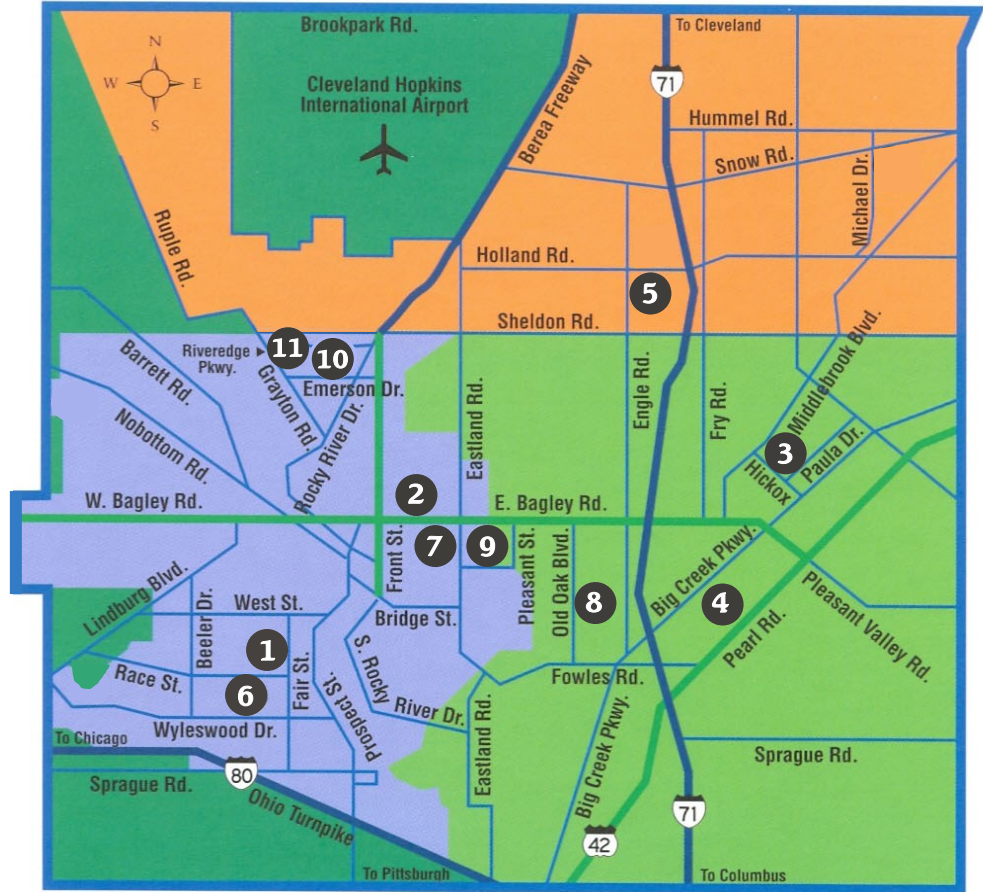 Brookpark Rd.
To Cleveland
N
W
E
S
71
Cleveland Hopkins
International Airport
Berea Freeway
Hummel Rd.
Snow Rd.
Michael Dr.
Ruple Rd.
Holland Rd.
5
Sheldon Rd.
Riveredge
Pkwy.
11
10
Barrett Rd.
Emerson Dr.
Grayton Rd.
Rocky River Dr.
Eastland Rd.
Engle Rd.
Fry Rd.
Middlebrook Blvd.
Nobottom Rd.
3
Paula Dr.
Hickox
W. Bagley Rd.
2
E. Bagley Rd.
Front St.
7
9
Pleasant St.
Old Oak Blvd.
Big Creek Pkwy.
Lindburg Blvd.
Beeler Dr.
West St.
Bridge St.
8
4
Pearl Rd.
Pleasant Valley Rd.
1
Fair St.
S. Rocky
River Dr.
Race St.
6
Prospect St.
Fowles Rd.
Wyleswood Dr.
Eastland Rd.
Big Creek Pkwy.
To Chicago
Sprague Rd.
80
Sprague Rd.
Ohio Turnpike
71
42
To Pittsburgh
To Columbus